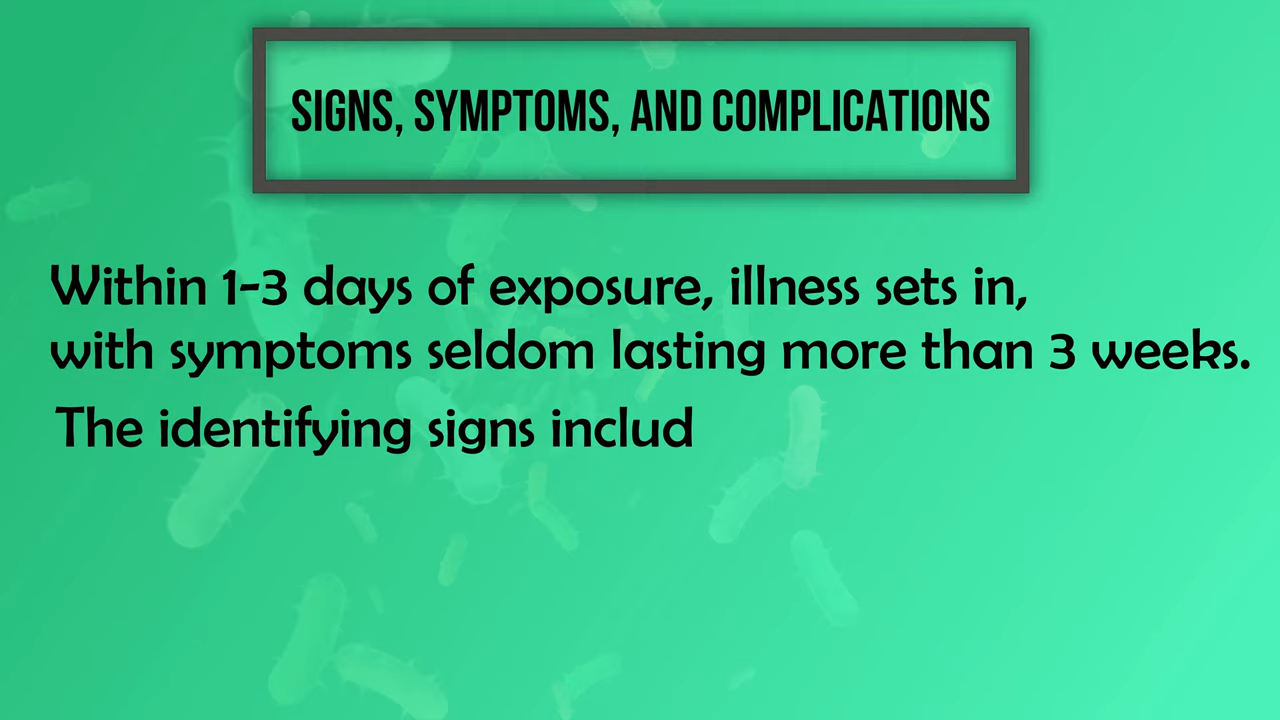 SIGNS, SYMPTOMS, AND COMPLICATIONS
Within 1-3 days of exposure, illness sets in,
with symptoms seldom lasting more than 3 weeks.
The identifying signs includ